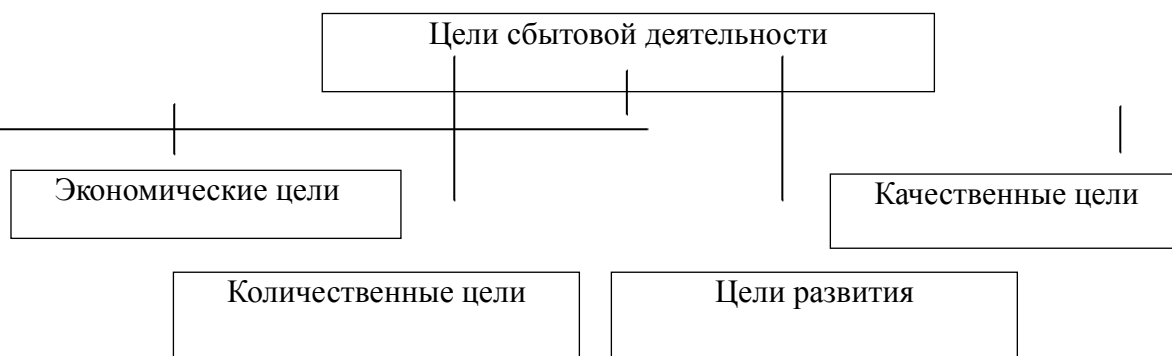 Цели сбытовой деятельности
Экономические цели
Качественные цели
Количественные цели
Цели развития